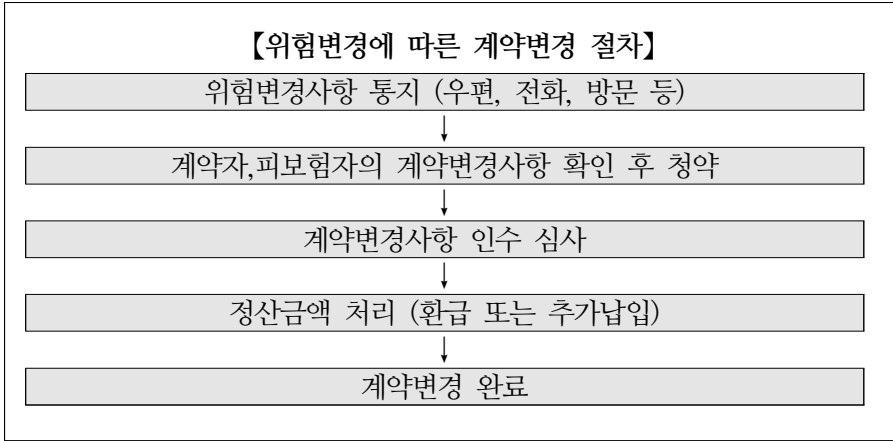 【위험변경에 따른 계약변경 절차】
위험변경사항 통지 (우편, 전화, 방문 등)
계약자,피보험자의 계약변경사항 확인 후 청약
계약변경사항 인수 심사
정산금액 처리 (환급 또는 추가납입)
계약변경 완료